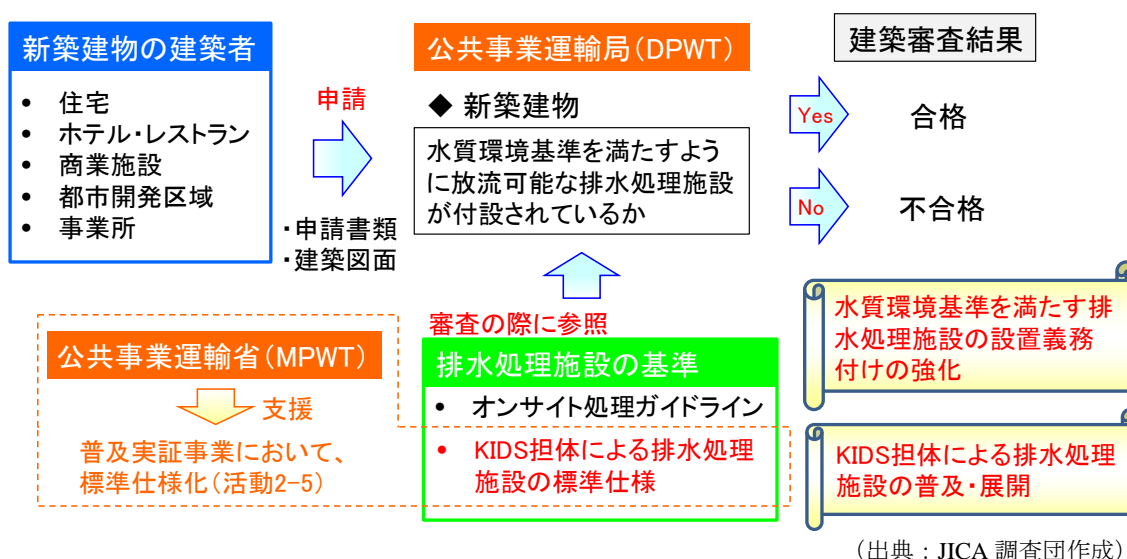 新築建物の建築者
• 住宅
• ホテル・レストラン
• 商業施設
• 都市開発区域
• 事業所
申請
・申請書類
・建築図面
公共事業運輸局(DPWT)
◆ 新築建物
水質環境基準を満たすよう
に放流可能な排水処理施設
が付設されているか
建築審査結果
Yes
合格
No
不合格
審査の際に参照
公共事業運輸省(MPWT)
支援
普及実証事業において、
標準仕様化(活動2-5)
排水処理施設の基準
• オンサイト処理ガイドライン
• KIDS担体による排水処理
施設の標準仕様
水質環境基準を満たす排
水処理施設の設置義務
付けの強化
KIDS担体による排水処理
施設の普及・展開
(出典:JICA 調査団作成)